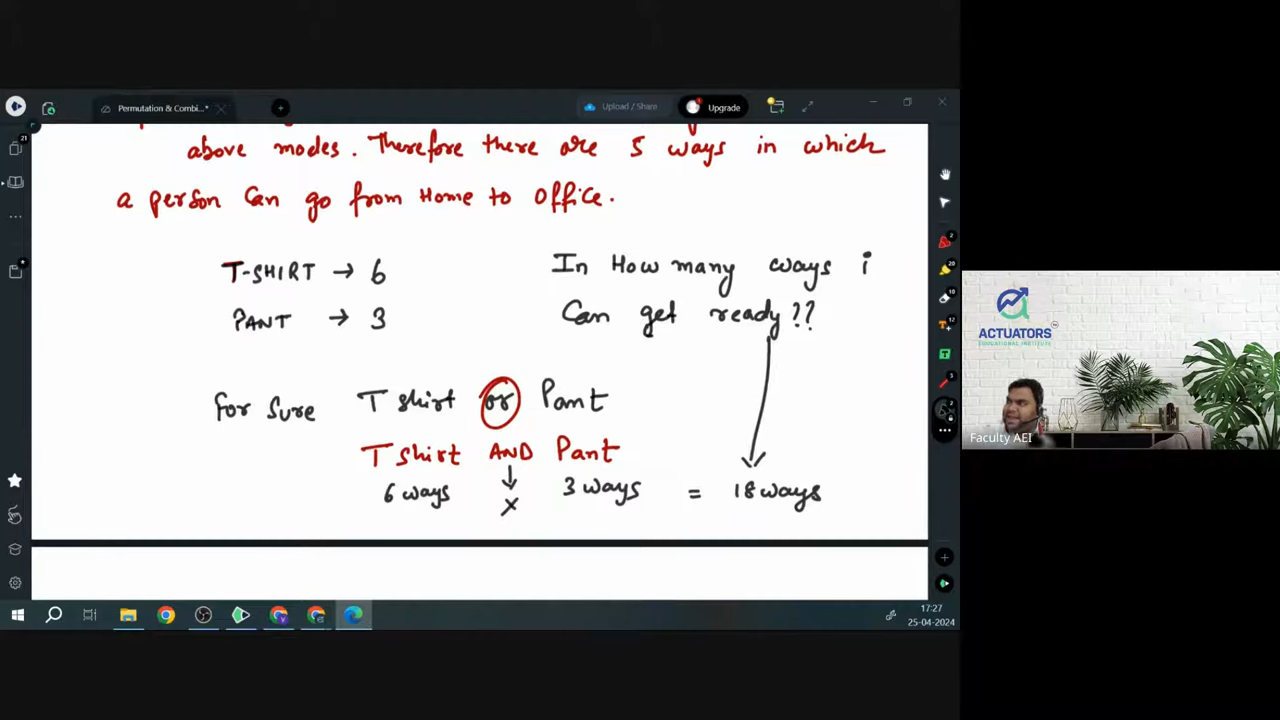 Permutation & Combi...*
Upload / Share
Upgrade
above modes. Therefore there are 5 ways in which
a person can go from Home to Office.
T-SHIRT → 6
PANT → 3
In How many ways i
Can get ready??
for sure
T shirt or Pant
T shirt AND Pant
6 ways × 3 ways = 18 ways
ACTUATORS
EDUCATIONAL INSTITUTE
Faculty AEI
17:27
25-04-2024